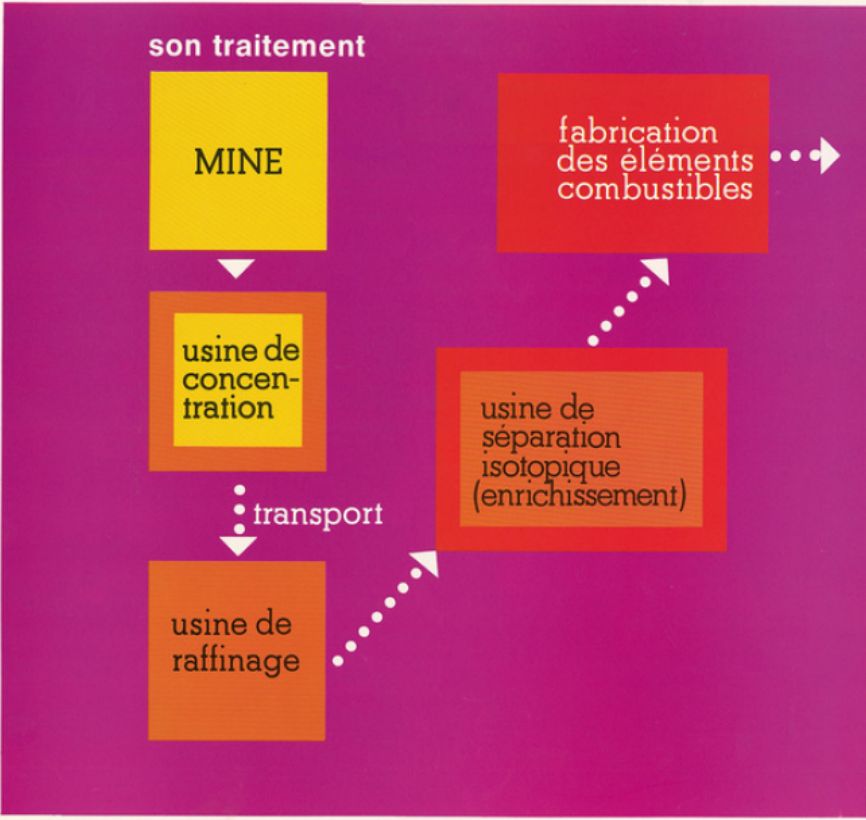 son traitement
MINE
usine de
concen-
tration
transport
usine de
raffinage
usine de
séparation
isotopique
(enrichissement)
fabrication
des éléments
combustibles